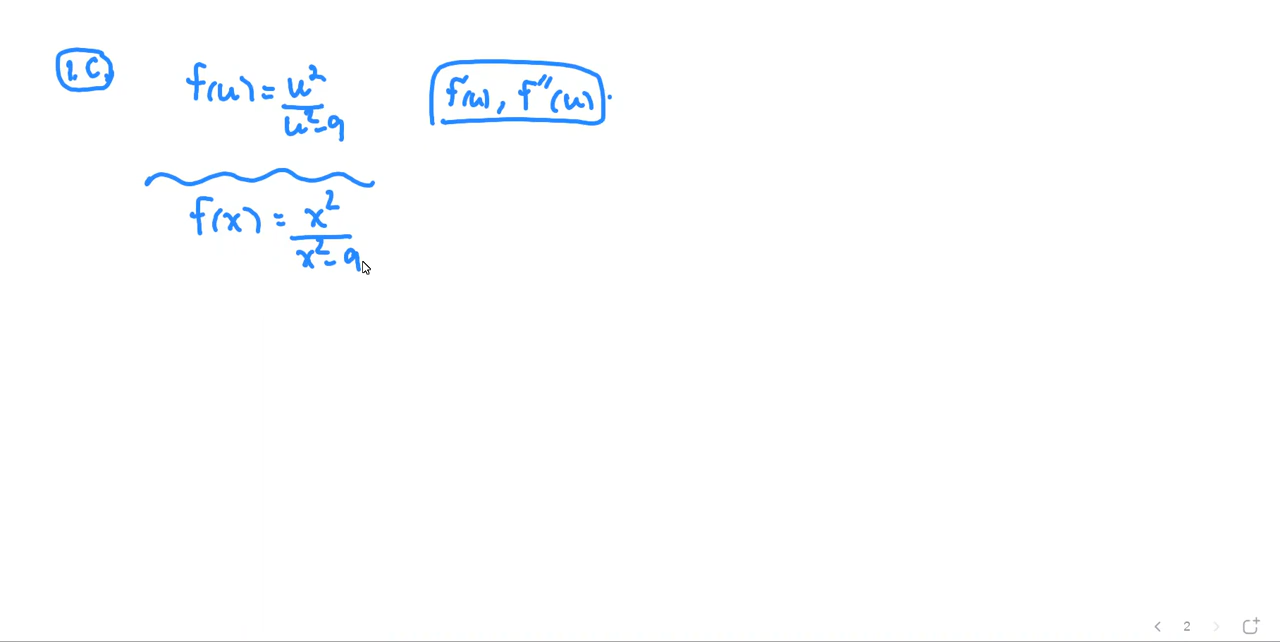 1.C.
f(u) = u²/(u²-9)
f'(u), f''(u).
f(x) = x²/(x²-9)
2